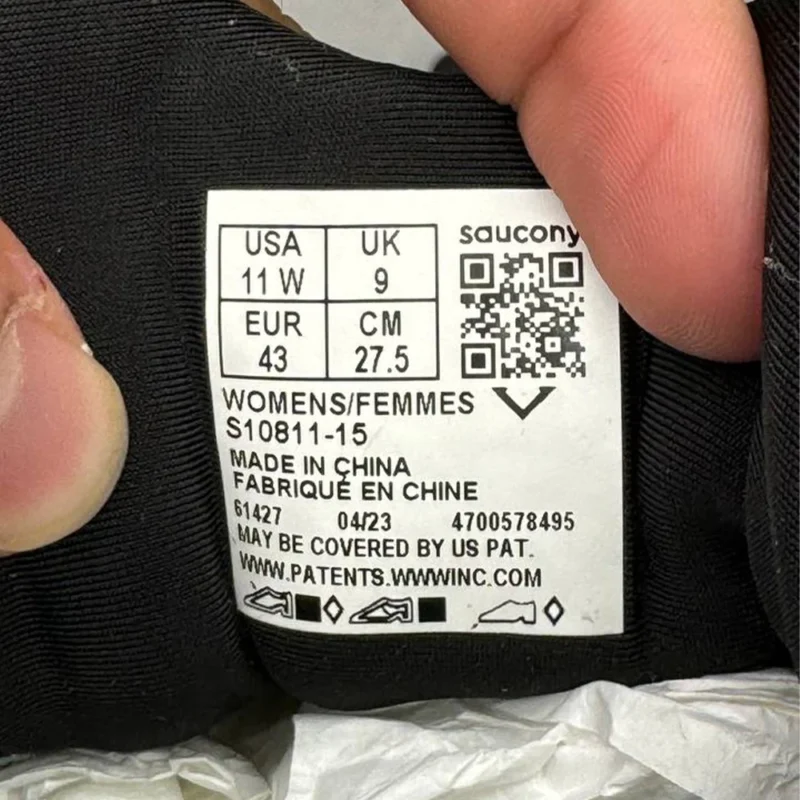 USA UK
11 W 9
EUR CM
43 27.5
saucony
WOMENS/FEMMES
S10811-15
MADE IN CHINA
FABRIQUÉ EN CHINE
61427 04/23 4700578495
MAY BE COVERED BY US PAT.
WWW.PATENTS.WWWINC.COM